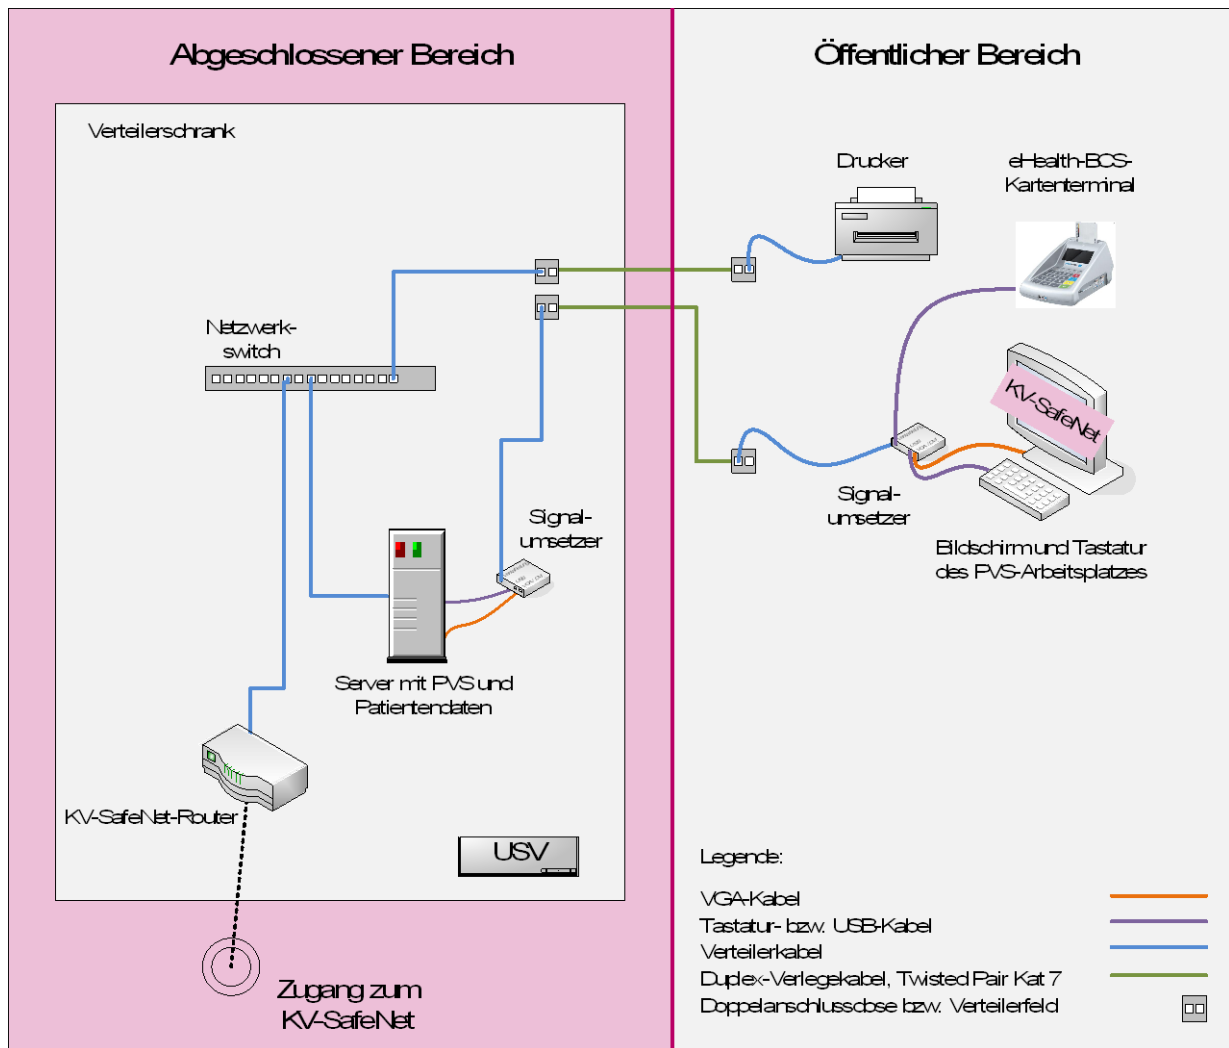 Abgeschlossener Bereich
Öffentlicher Bereich
Verteilerschrank
Drucker
eHealth-BCS-
Kartenterminal
Netzwerk-
switch
KV-SafeNet
Signal-
umsetzer
Signal-
umsetzer
Bildschirm und Tastatur
des PVS-Arbeitsplatzes
Server mit PVS und
Patientendaten
KV-SafeNet-Router
USV
Zugang zum
KV-SafeNet
Legende:
VGA-Kabel
Tastatur- bzw. USB-Kabel
Verteilerkabel
Duplex-Verlegekabel, Twisted Pair Kat 7
Doppelanschlussdose bzw. Verteilerfeld